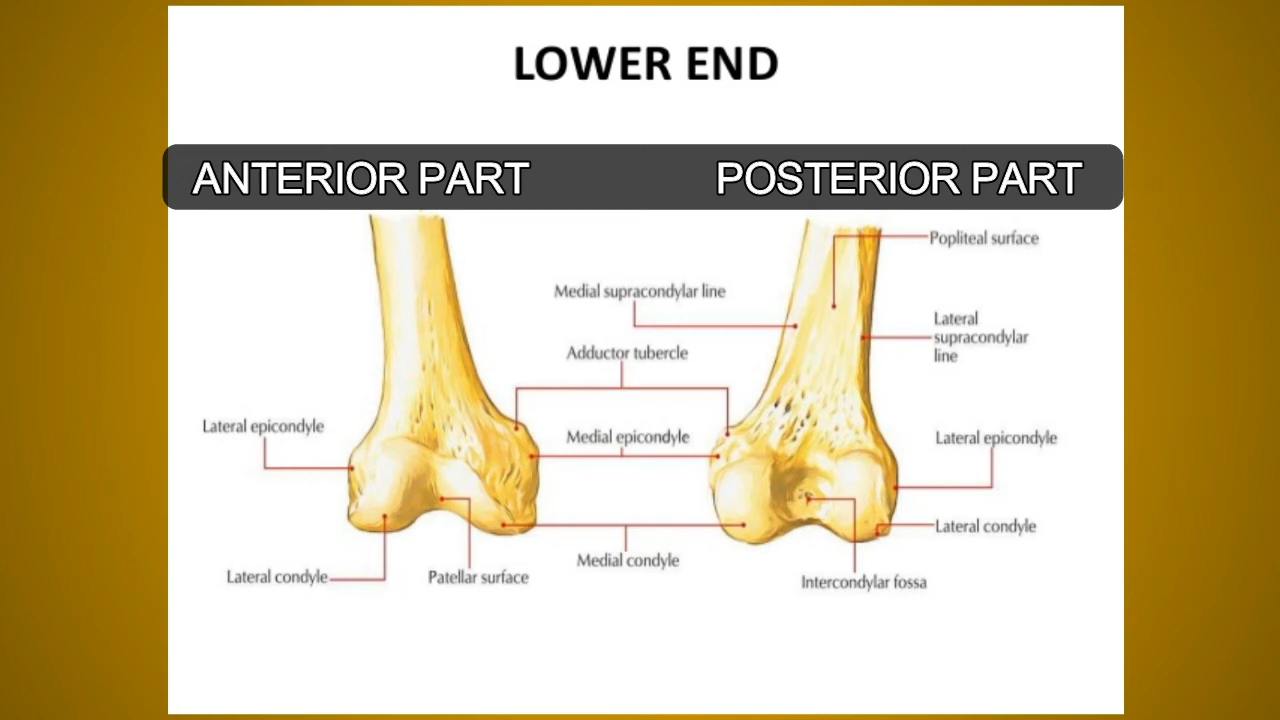 LOWER END
ANTERIOR PART
POSTERIOR PART
Popliteal surface
Medial supracondylar line
Lateral
supracondylar
line
Adductor tubercle
Lateral epicondyle
Medial epicondyle
Lateral epicondyle
Lateral condyle
Medial condyle
Lateral condyle
Patellar surface
Intercondylar fossa